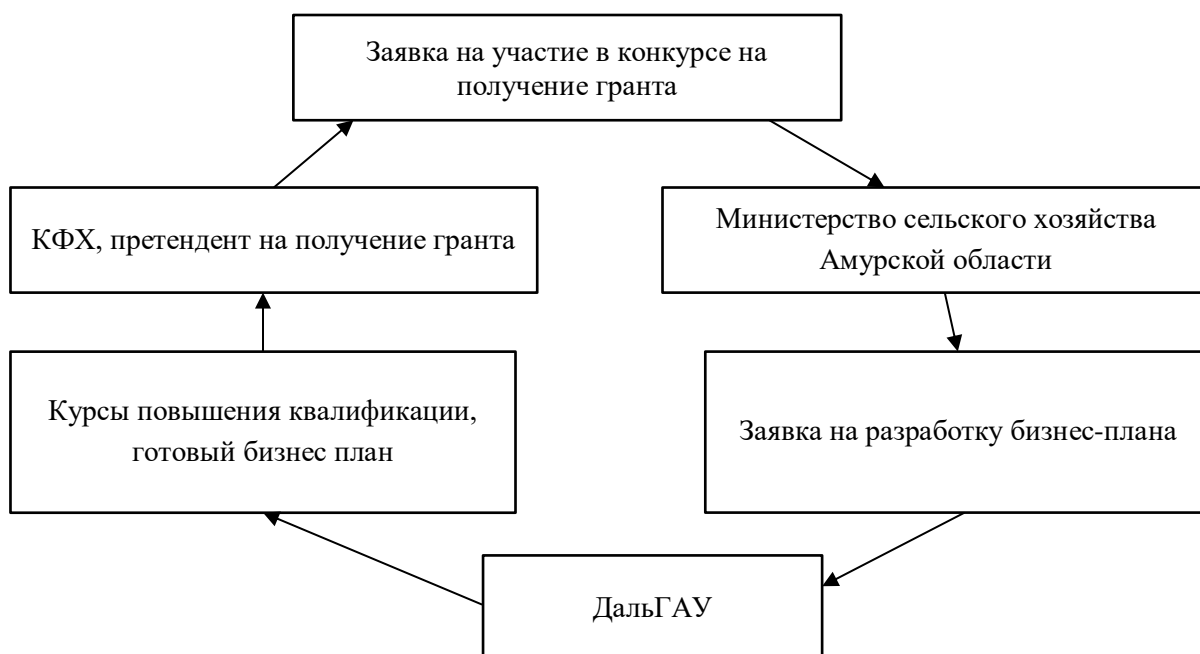 Заявка на участие в конкурсе на
получение гранта
КФХ, претендент на получение гранта
Министерство сельского хозяйства
Амурской области
Курсы повышения квалификации,
готовый бизнес план
Заявка на разработку бизнес-плана
ДальГАУ